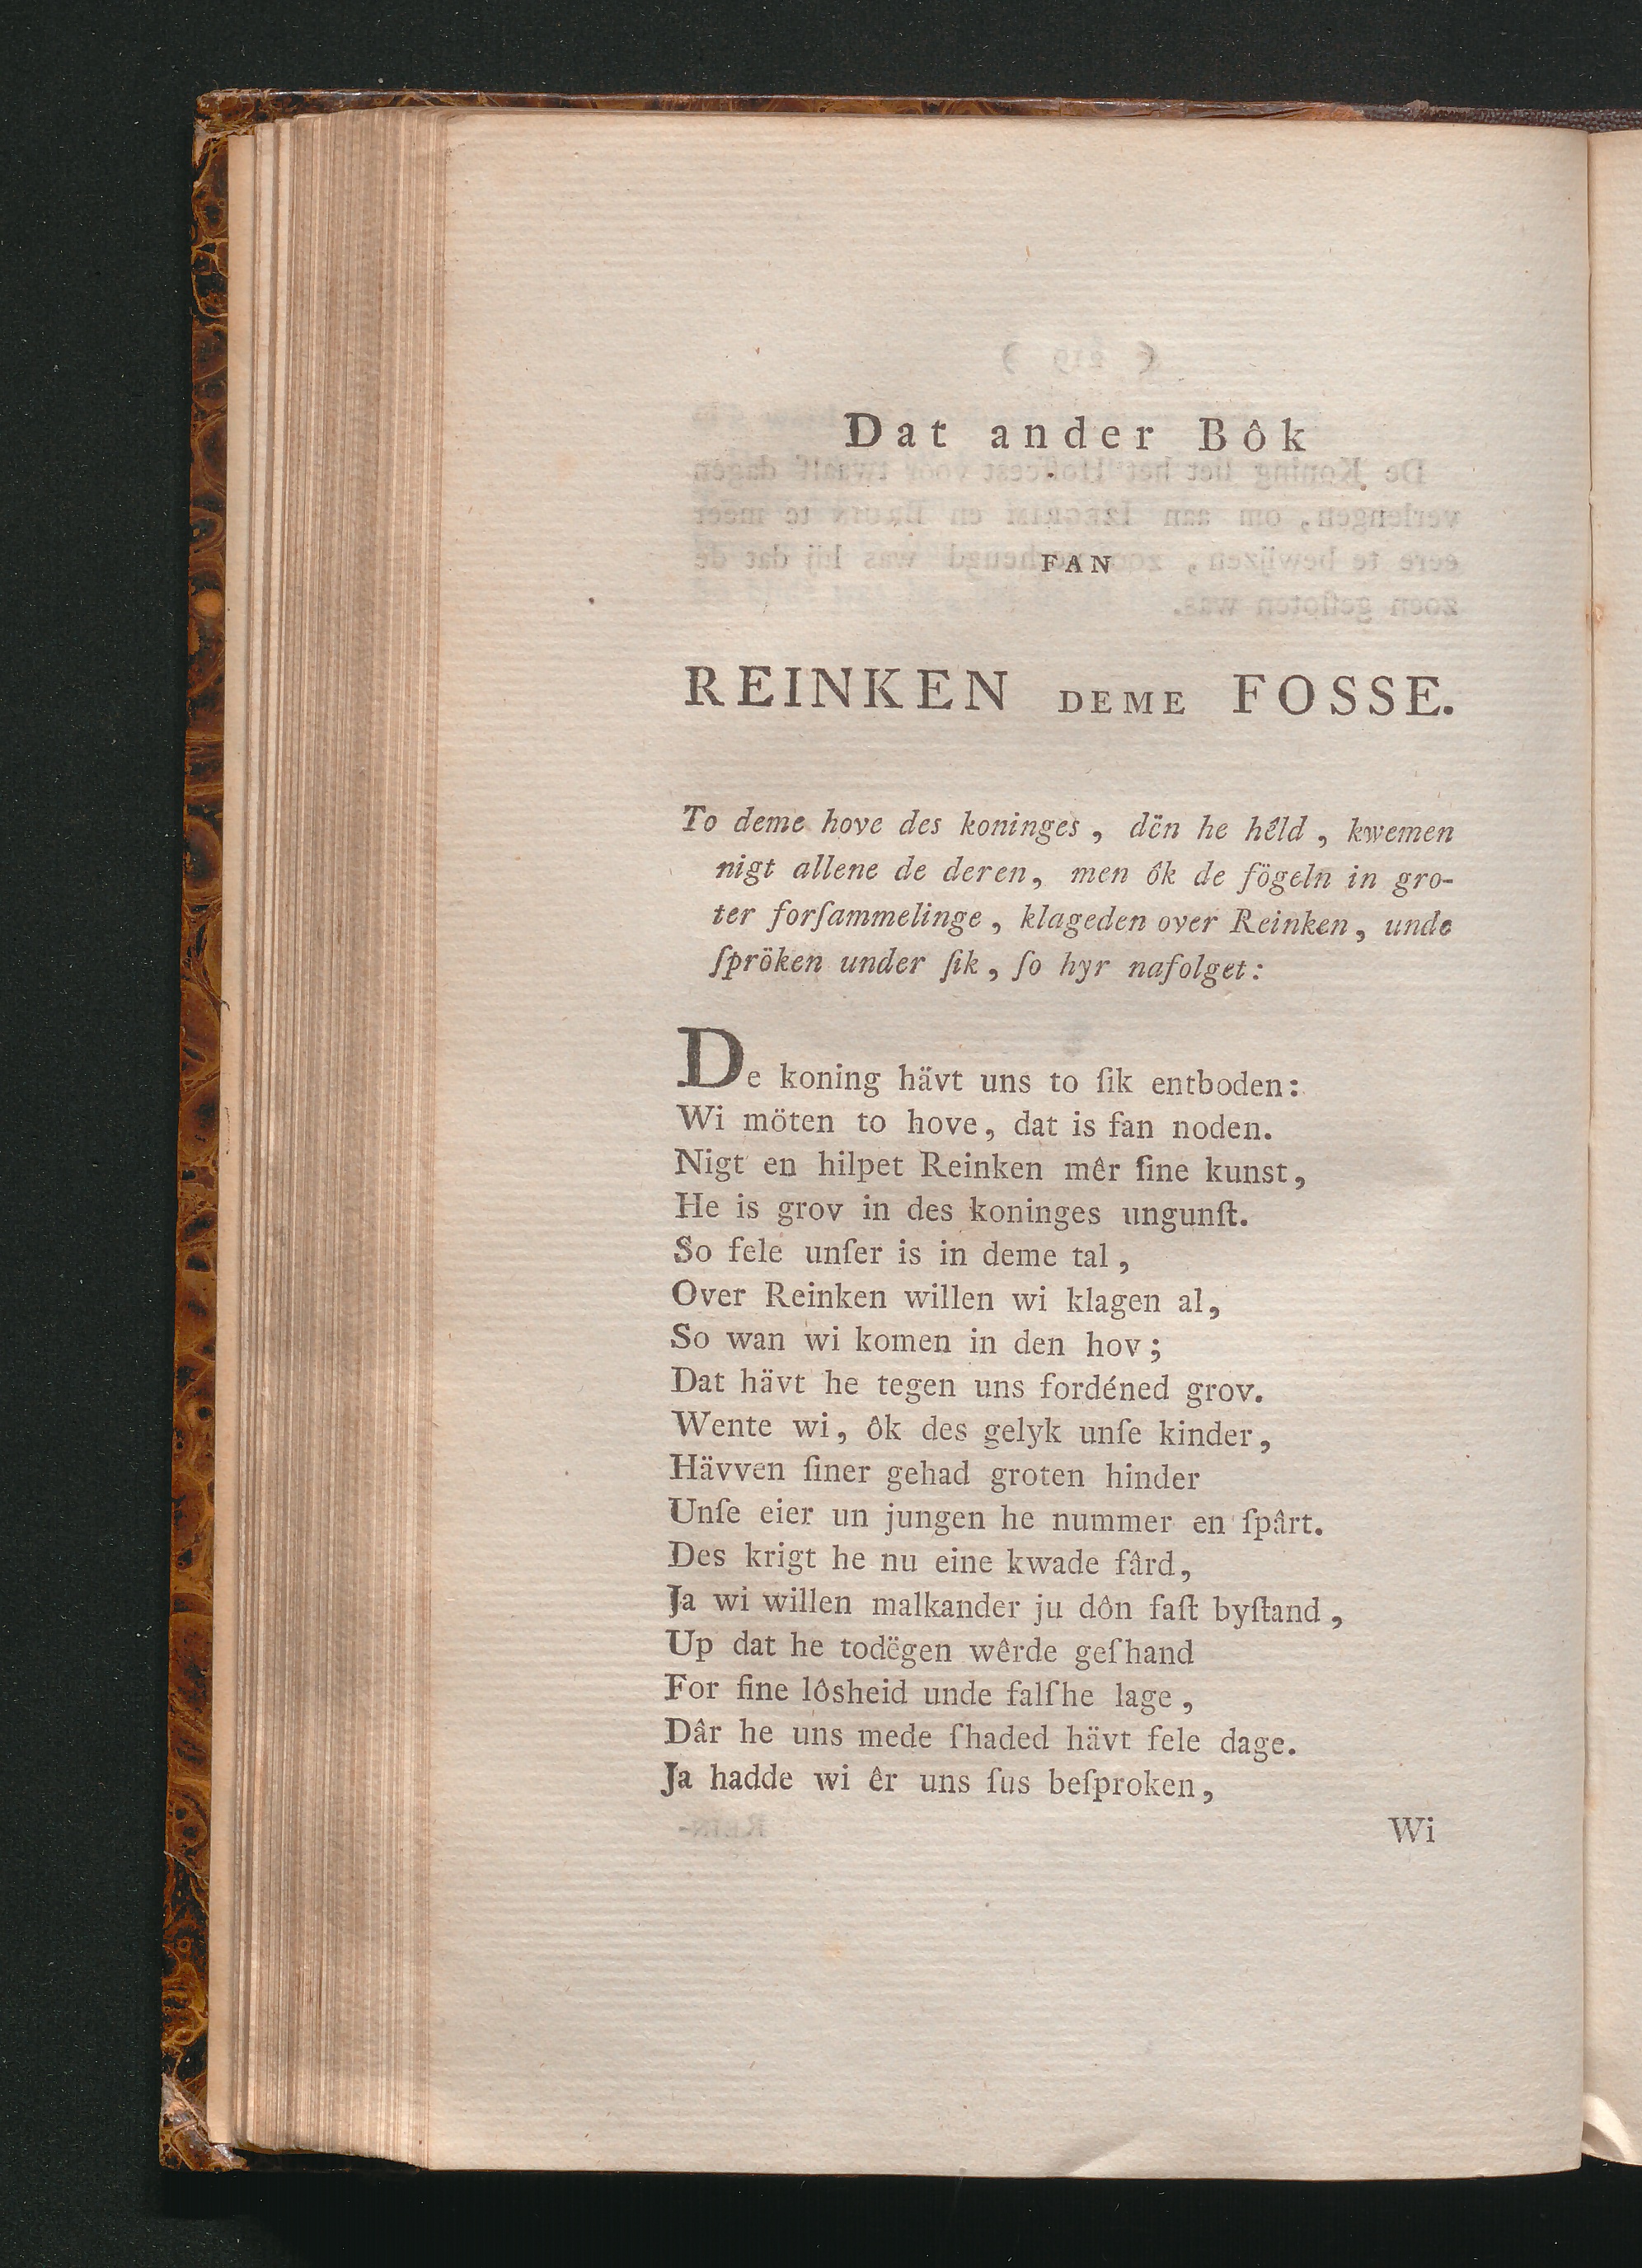 Dat ander Bôk
FAN
REINKEN DEME FOSSE.
To deme hove des koninges, dën he hêld, kwemen
nigt allene de deren, men ôk de fögeln in gro-
ter forſammelinge, klageden over Reinken, unde
ſpröken under ſik, ſo hyr nafolget:
De koning hävt uns to ſik entboden:
Wi möten to hove, dat is fan noden.
Nigt en hilpet Reinken mêr ſine kunst,
He is grov in des koninges ungunſt.
So fele unſer is in deme tal,
Over Reinken willen wi klagen al,
So wan wi komen in den hov;
Dat hävt he tegen uns fordéned grov.
Wente wi, ôk des gelyk unſe kinder,
Hävven ſiner gehad groten hinder
Unſe eier un jungen he nummer en ſpârt.
Des krigt he nu eine kwade fârd,
Ja wi willen malkander ju dôn faſt byſtand,
Up dat he todëgen wêrde geſhand
For ſine lôsheid unde falſhe lage,
Dâr he uns mede ſhaded hävt fele dage.
Ja hadde wi êr uns ſus beſproken,
Wi